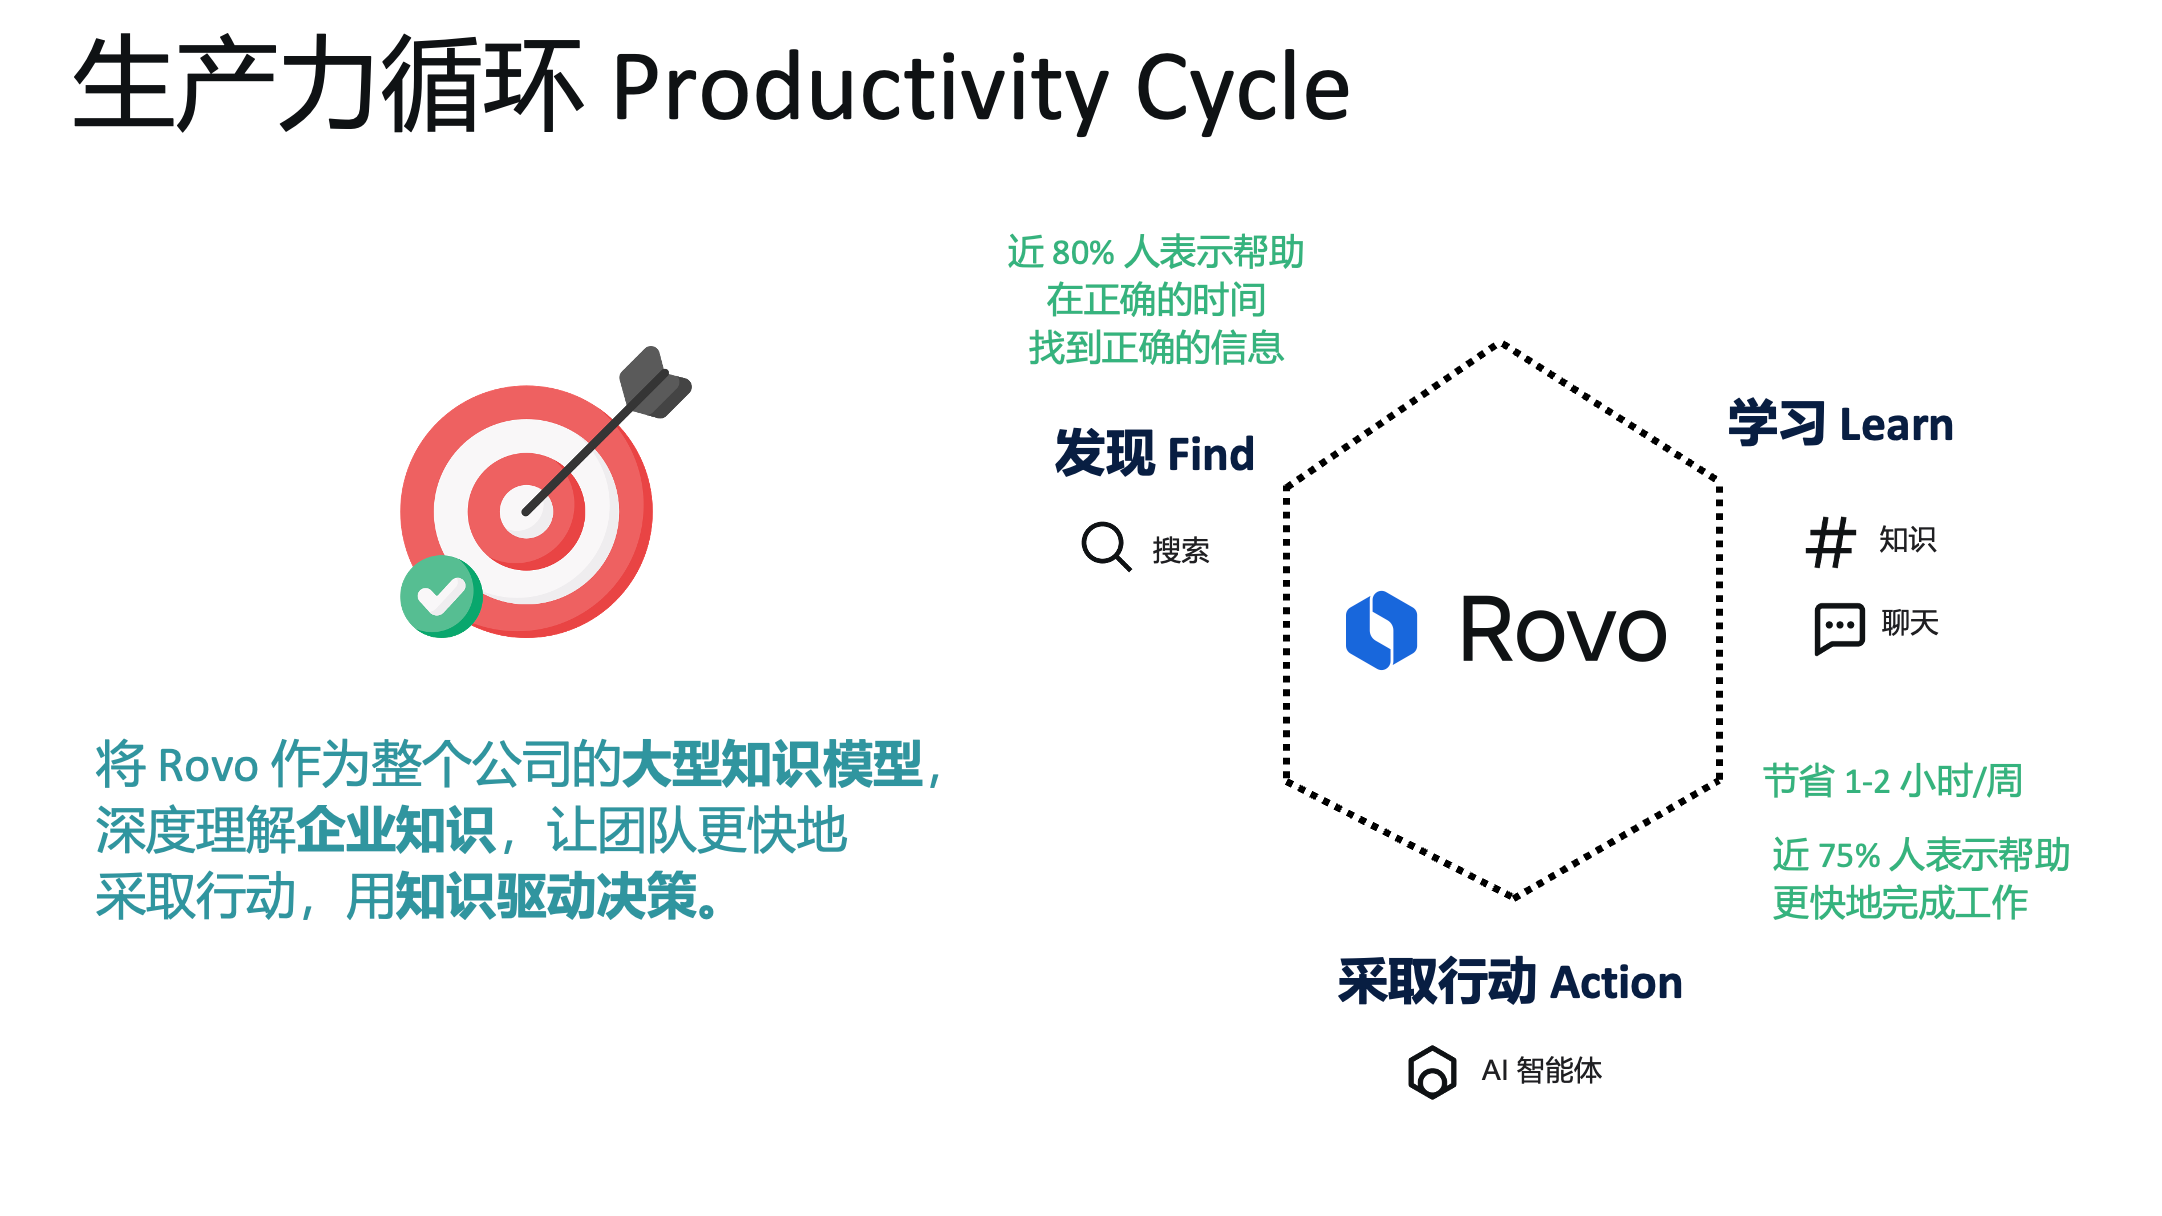 生产力循环 Productivity Cycle
近 80% 人表示帮助
在正确的时间
找到正确的信息
发现 Find
搜索
学习 Learn
知识
聊天
Rovo
将 Rovo 作为整个公司的大型知识模型，
深度理解企业知识，让团队更快地
采取行动，用知识驱动决策。
节省 1-2 小时/周
近 75% 人表示帮助
更快地完成工作
采取行动 Action
AI 智能体